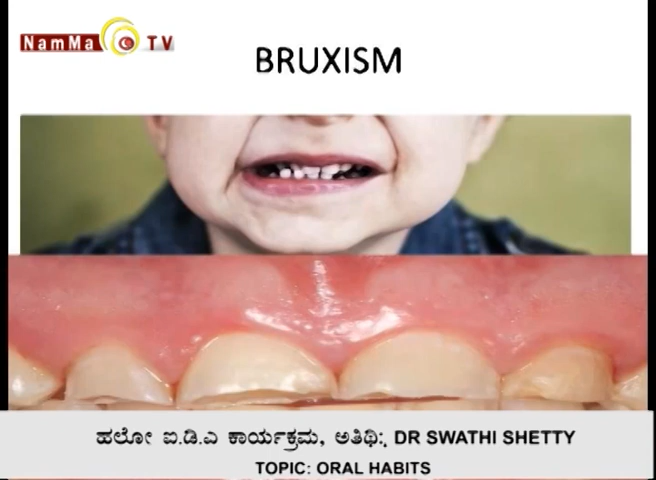 NamMa TV
BRUXISM
ಹಲೋ ಐ.ಡಿ.ಎ ಕಾರ್ಯಕ್ರಮ, ಅತಿಥಿ:, DR SWATHI SHETTY
TOPIC: ORAL HABITS